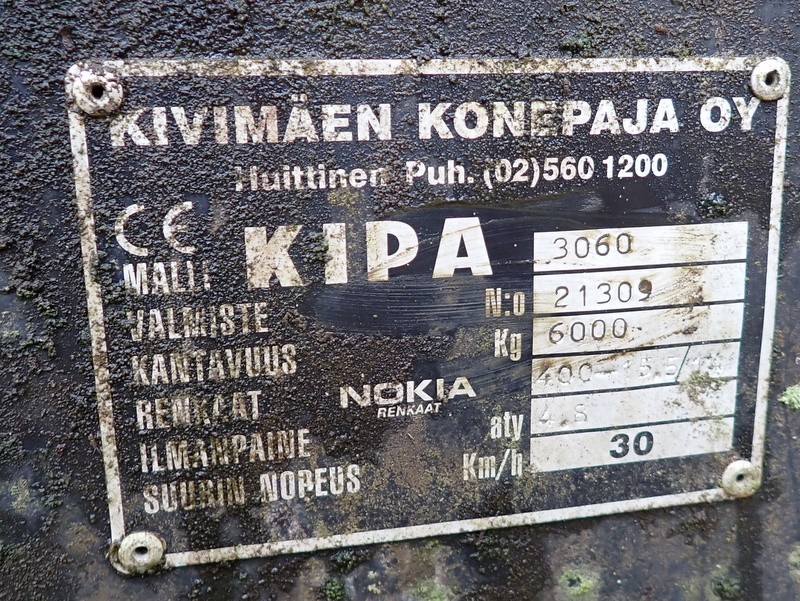 KIVIMÄEN KONEPAJA OY
Huittinen Puh. (02)560 1200
CE KIPA
MALLI: 3060
VALMISTE N:o 21309
KANTAVUUS Kg 6000
RENKAAT NOKIA RENKAAT
ILMANPAINE aty
SUURIN NOPEUS Km/h 30